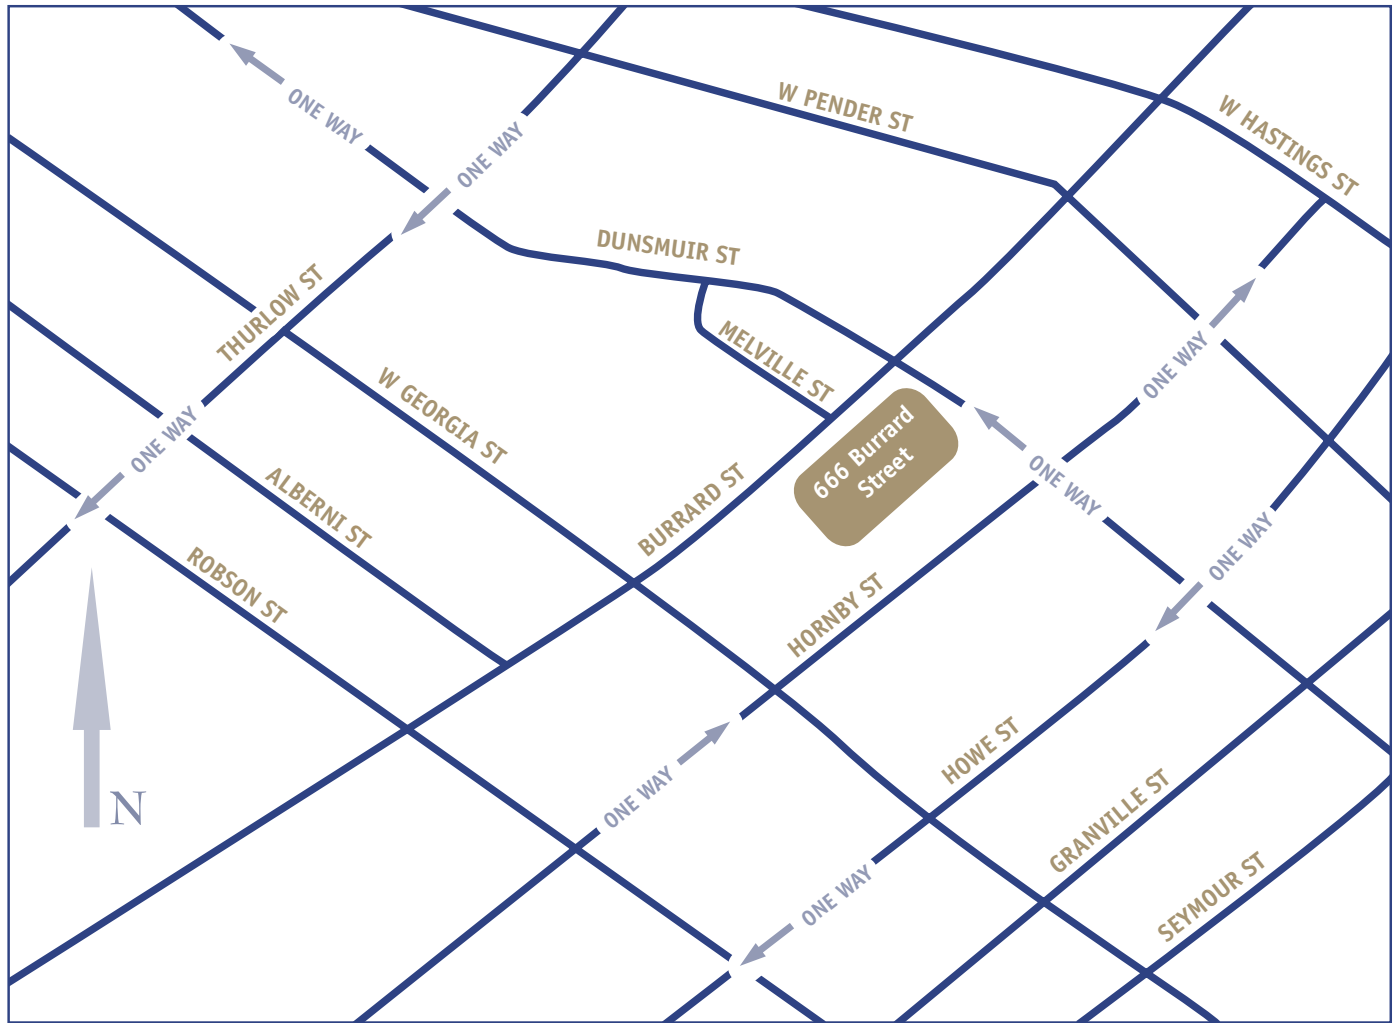 ONE WAY
W PENDER ST
W HASTINGS ST
ONE WAY
DUNSMUIR ST
THURLOW ST
MELVILLE ST
ONE WAY
W GEORGIA ST
666 Burrard
Street
ONE WAY
ONE WAY
BURRARD ST
ALBERNI ST
ONE WAY
ROBSON ST
HORNBY ST
HOWE ST
ONE WAY
N
GRANVILLE ST
ONE WAY
SEYMOUR ST